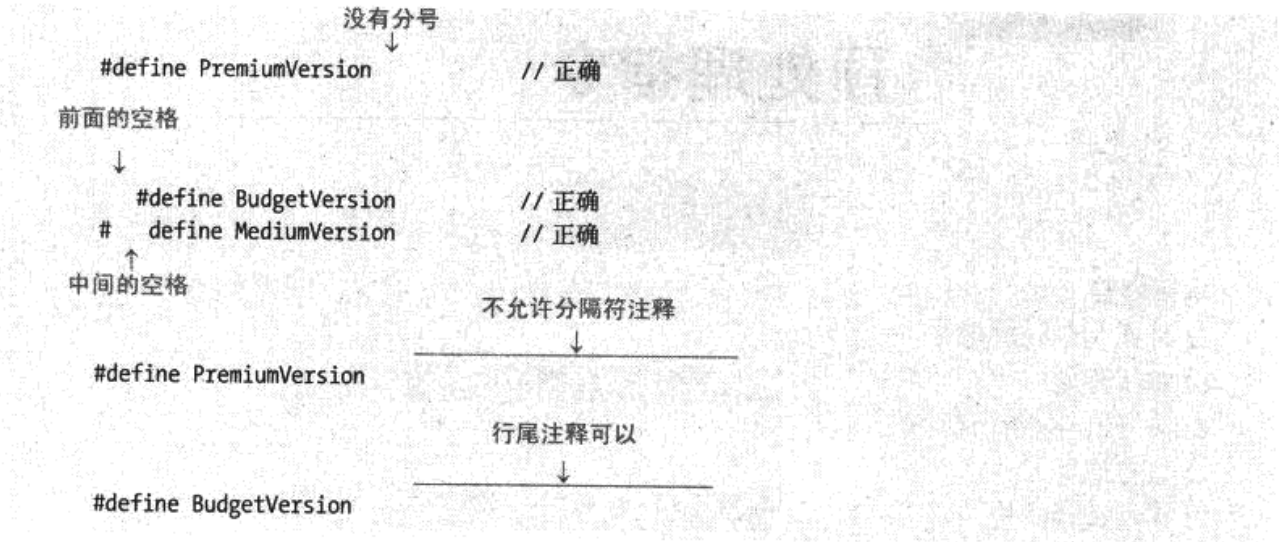 没有分号
↓
#define PremiumVersion // 正确
前面的空格
↓
#define BudgetVersion // 正确
# define MediumVersion // 正确
↑
中间的空格
不允许分隔符注释
↓
#define PremiumVersion
行尾注释可以
↓
#define BudgetVersion